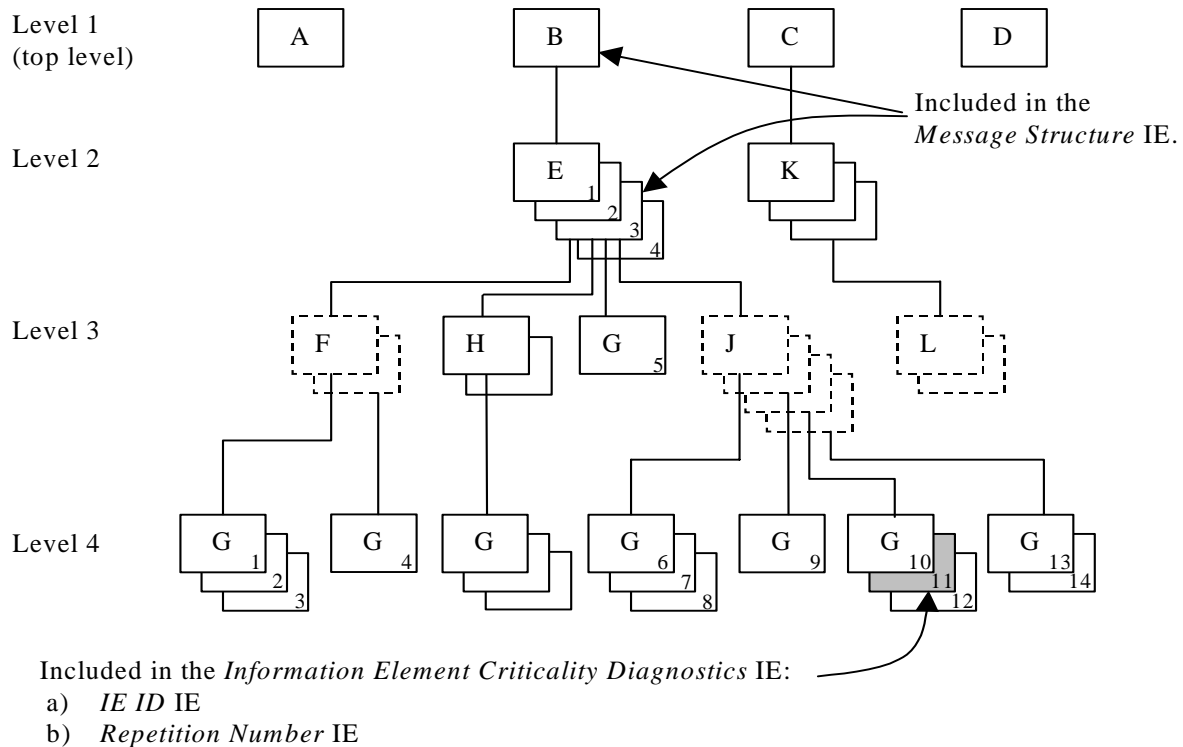 Level 1
(top level)
A
B
C
D
Included in the
Message Structure IE.
Level 2
E
1
2
3
4
K
Level 3
F
H
G
5
J
L
Level 4
G
1
2
3
G
4
G
G
6
7
8
G
9
G
10
11
12
G
13
14
Included in the Information Element Criticality Diagnostics IE:
a) IE ID IE
b) Repetition Number IE